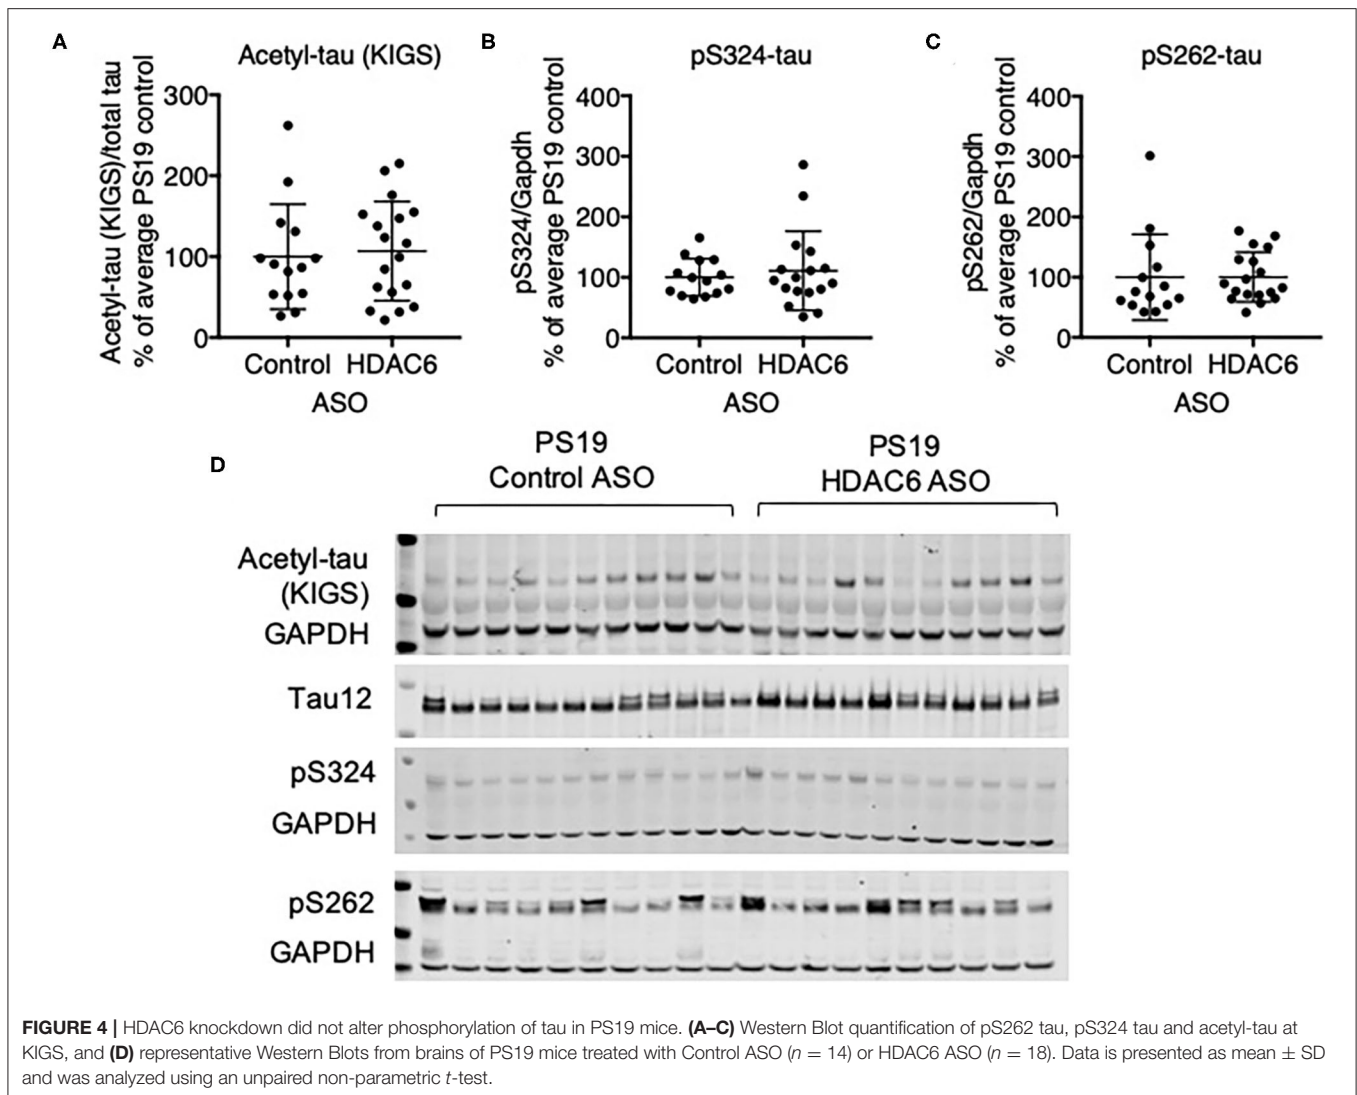 A
Acetyl-tau (KIGS)
Acetyl-tau (KIGS)/total tau
% of average PS19 control
300
200
100
0
Control HDAC6
ASO
B
pS324-tau
pS324/Gapdh
% of average PS19 control
400
300
200
100
0
Control HDAC6
ASO
C
pS262-tau
pS262/Gapdh
% of average PS19 control
400
300
200
100
0
Control HDAC6
ASO
D
PS19
Control ASO
PS19
HDAC6 ASO
Acetyl-tau
(KIGS)
GAPDH
Tau12
pS324
GAPDH
pS262
GAPDH
FIGURE 4 | HDAC6 knockdown did not alter phosphorylation of tau in PS19 mice. (A–C) Western Blot quantification of pS262 tau, pS324 tau and acetyl-tau at
KIGS, and (D) representative Western Blots from brains of PS19 mice treated with Control ASO (n = 14) or HDAC6 ASO (n = 18). Data is presented as mean ± SD
and was analyzed using an unpaired non-parametric t-test.